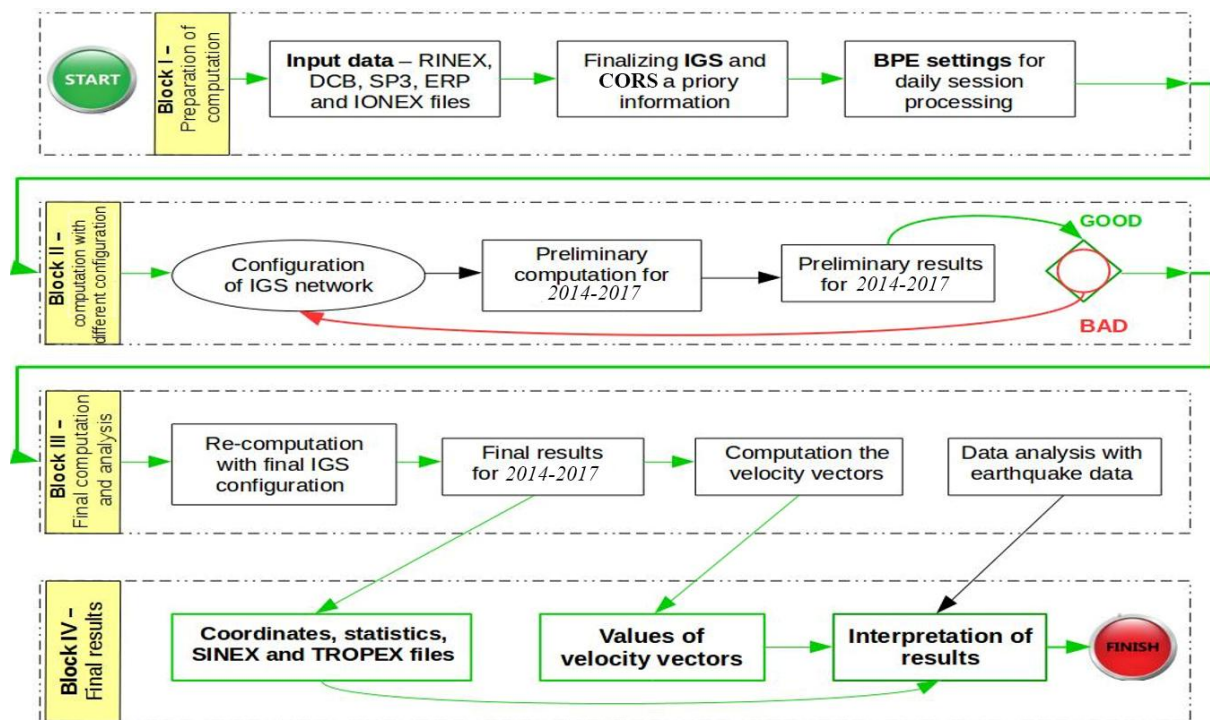 START
Block I –
Preparation of
computation
Input data – RINEX,
DCB, SP3, ERP
and IONEX files
Finalizing IGS and
CORS a priory
information
BPE settings for
daily session
processing
Block II –
computation with
different configuration
Configuration
of IGS network
Preliminary
computation for
2014-2017
Preliminary results
for 2014-2017
GOOD
BAD
Block III –
Final computation
and analysis
Re-computation
with final IGS
configuration
Final results
for 2014-2017
Computation the
velocity vectors
Data analysis with
earthquake data
Block IV –
Final results
Coordinates, statistics,
SINEX and TROPEX files
Values of
velocity vectors
Interpretation of
results
FINISH